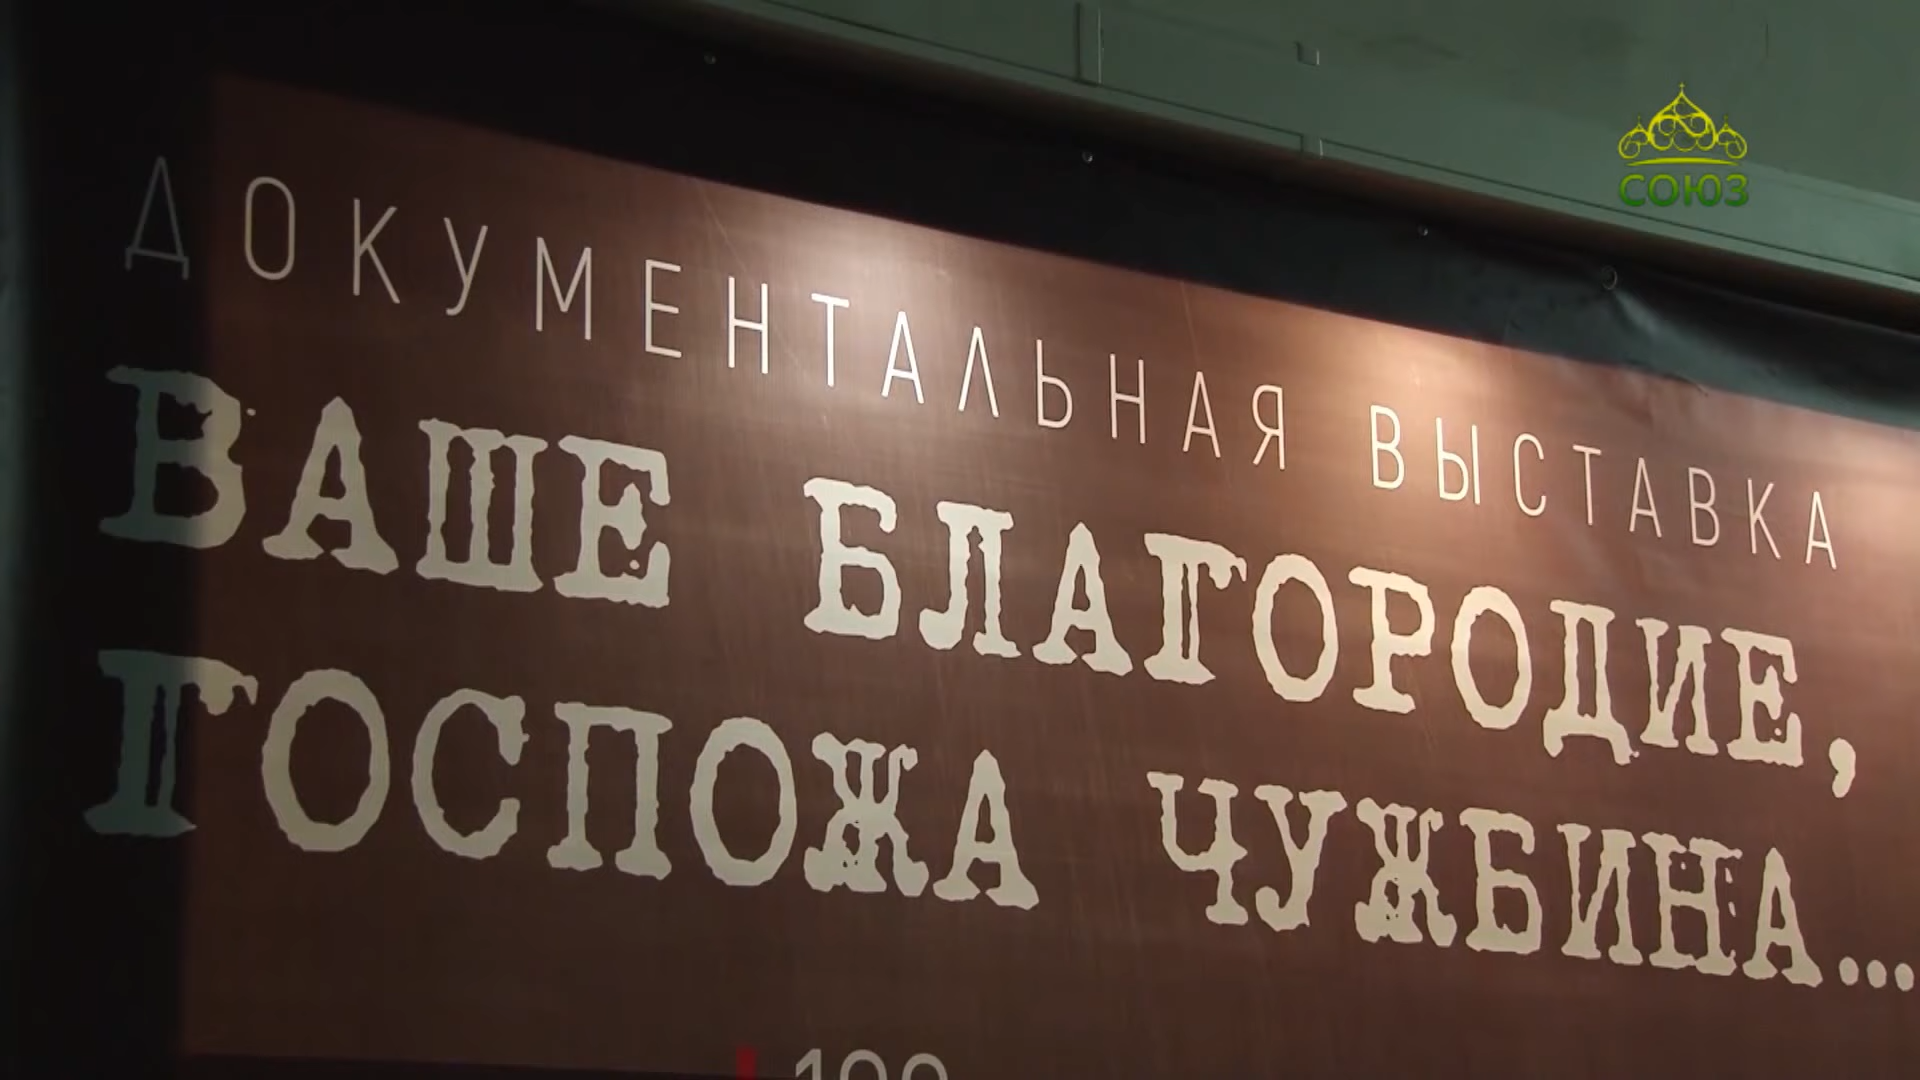 СОЮЗ
ДОКУМЕНТАЛЬНАЯ ВЫСТАВКА
ВАШЕ БЛАГОРОДИЕ,
ГОСПОЖА ЧУЖБИНА...